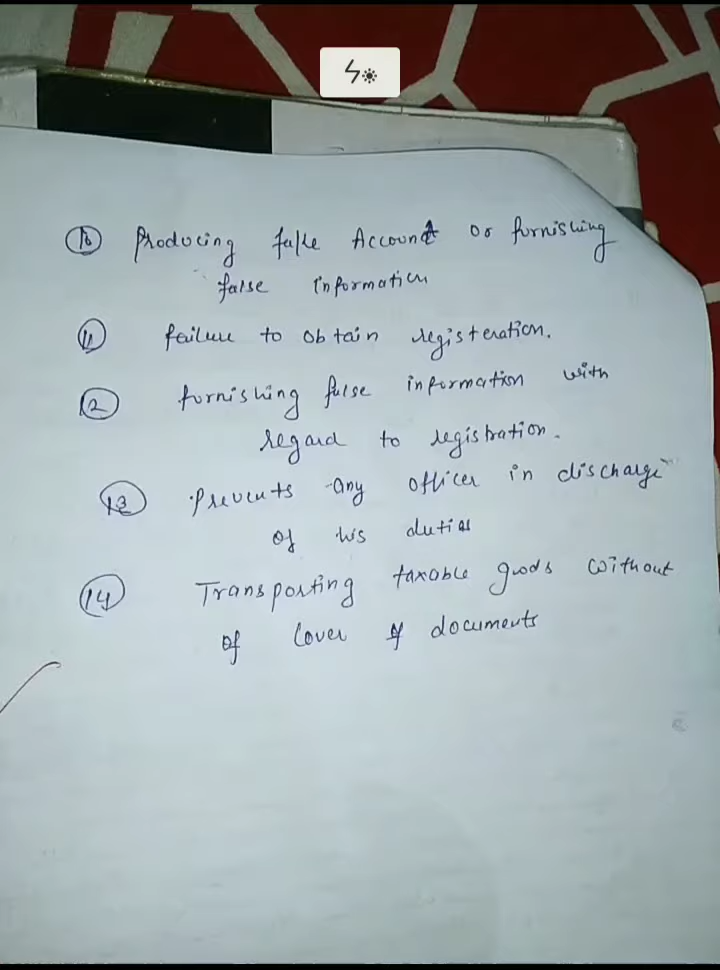 10 Producing falke Account or furnishing
false information
11 failure to obtain registeration.
12 furnishing false information with
regard to registration.
13 Prevents any officer in discharge
of his duties
14 Transporting taxable goods without
of cover of documents